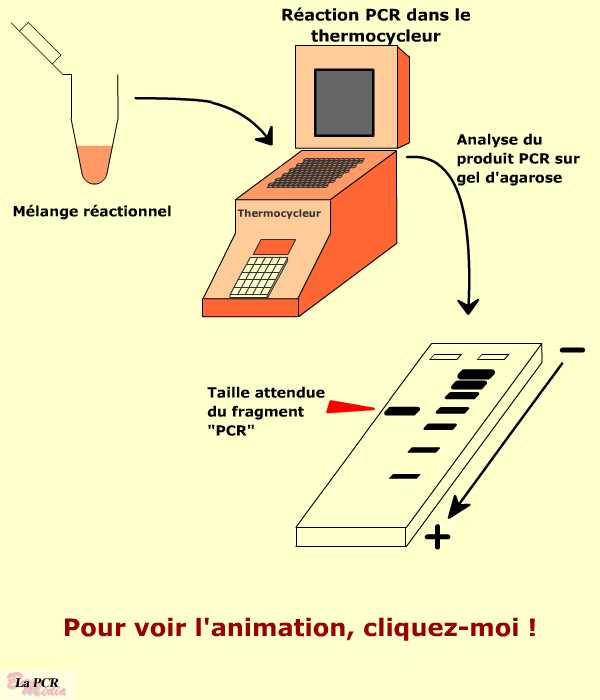 Réaction PCR dans le
thermocycleur
Analyse du
produit PCR sur
gel d'agarose
Mélange réactionnel
Thermocycleur
Taille attendue
du fragment
"PCR"
Pour voir l'animation, cliquez-moi !
La PCR